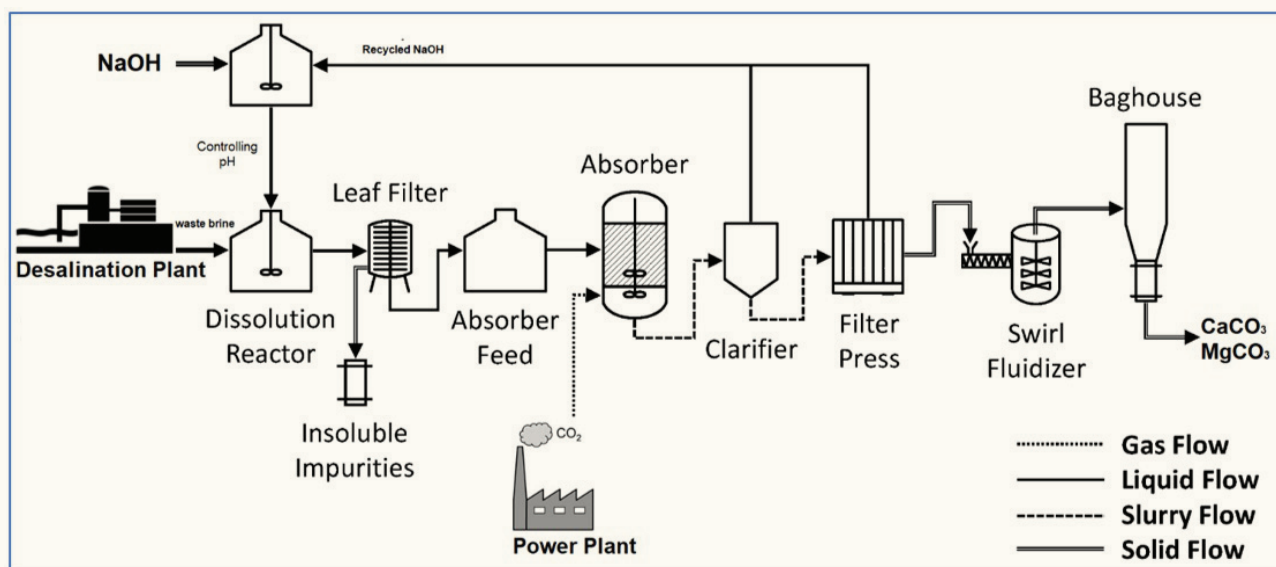 Recycled NaOH
NaOH
Controlling
pH
Baghouse
Absorber
Leaf Filter
waste brine
Desalination Plant
Dissolution
Reactor
Absorber
Feed
Clarifier
Filter
Press
Swirl
Fluidizer
CaCO₃
MgCO₃
Insoluble
Impurities
CO₂
Power Plant
Gas Flow
Liquid Flow
Slurry Flow
Solid Flow